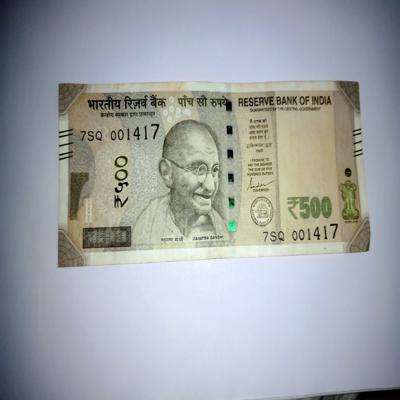 भारतीय रिज़र्व बैंक
केन्द्रीय सरकार द्वारा प्रत्याभूत
पाँच सौ रुपये
RESERVE BANK OF INDIA
GUARANTEED BY THE CENTRAL GOVERNMENT
7SQ 001417
₹५००
I PROMISE TO
PAY THE BEARER
THE SUM OF FIVE
HUNDRED RUPEES
GOVERNOR
₹500
7SQ 001417
महात्मा गांधी MAHATMA GANDHI